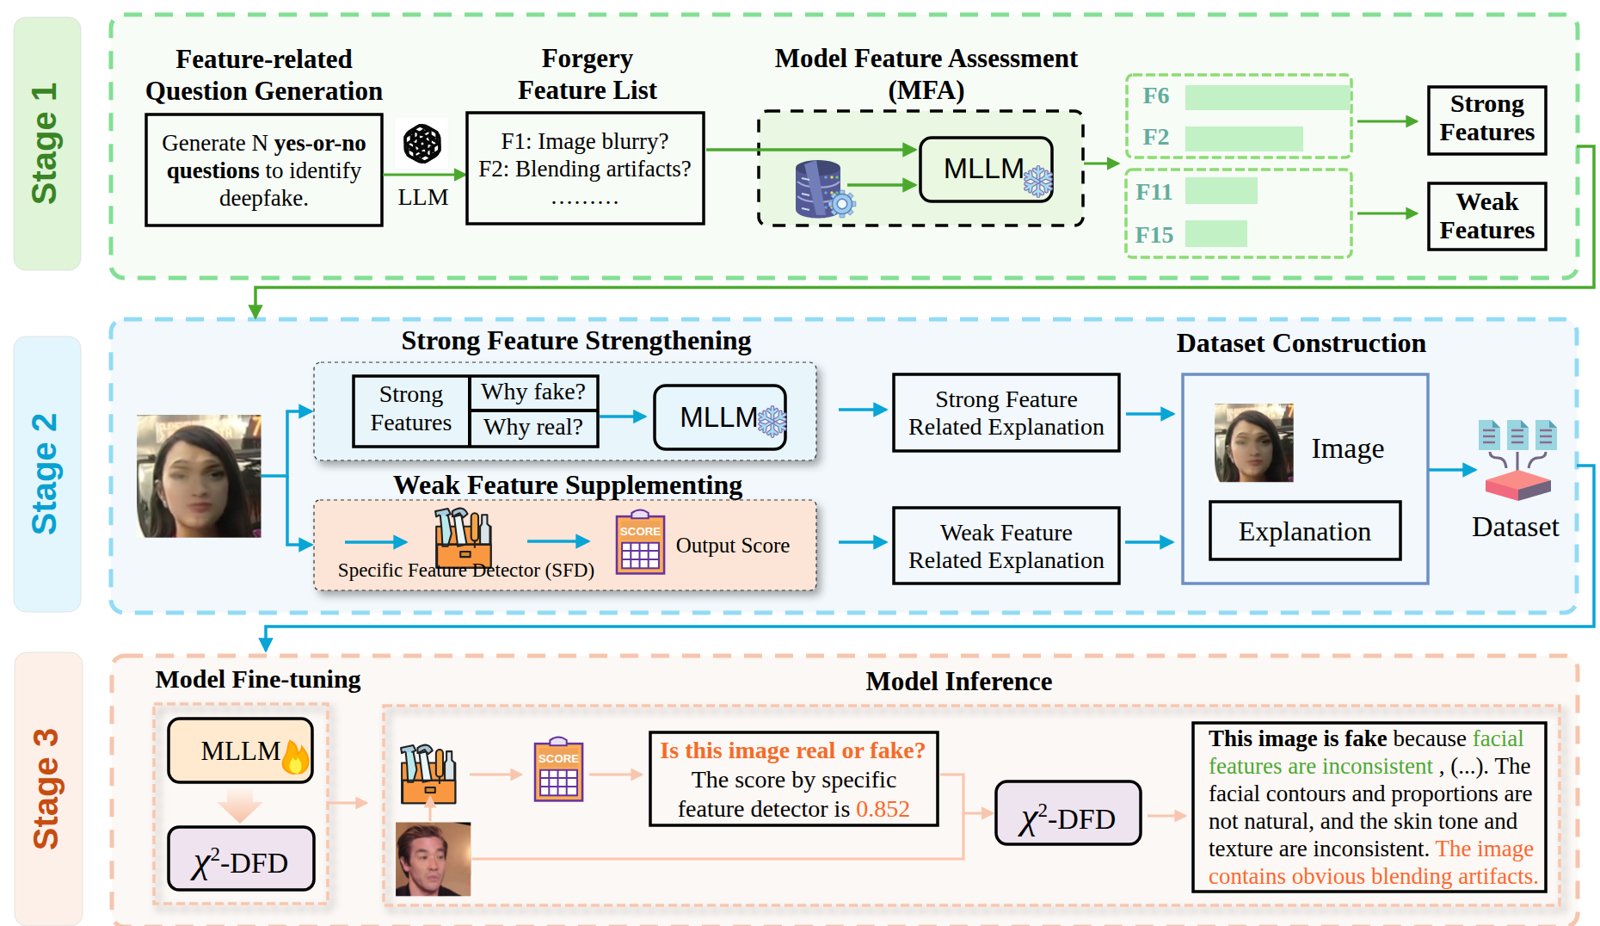 Stage 1
Feature-related
Question Generation
Generate N yes-or-no
questions to identify
deepfake.
LLM
Forgery
Feature List
F1: Image blurry?
F2: Blending artifacts?
………
Model Feature Assessment
(MFA)
MLLM
F6
F2
F11
F15
Strong
Features
Weak
Features
Stage 2
Strong Feature Strengthening
Strong
Features
Why fake?
Why real?
MLLM
Weak Feature Supplementing
Specific Feature Detector (SFD)
SCORE
Output Score
Strong Feature
Related Explanation
Weak Feature
Related Explanation
Dataset Construction
Image
Explanation
Dataset
Stage 3
Model Fine-tuning
MLLM
χ²-DFD
Model Inference
SCORE
Is this image real or fake?
The score by specific
feature detector is 0.852
χ²-DFD
This image is fake because facial
features are inconsistent , (...). The
facial contours and proportions are
not natural, and the skin tone and
texture are inconsistent. The image
contains obvious blending artifacts.